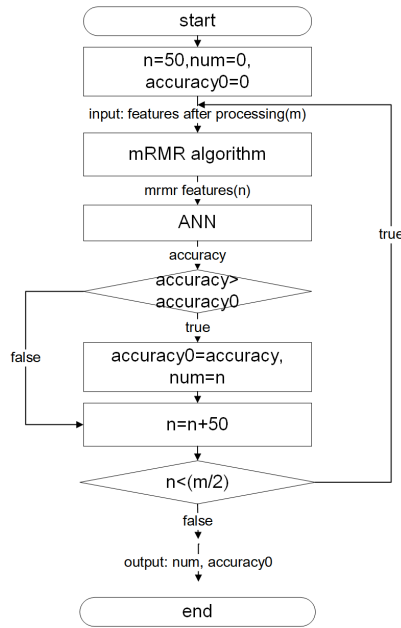 start
n=50,num=0,
accuracy0=0
input: features after processing(m)
mRMR algorithm
mrmr features(n)
true
ANN
accuracy
accuracy>
accuracy0
true
false
accuracy0=accuracy,
num=n
n=n+50
n<(m/2)
false
output: num, accuracy0
end